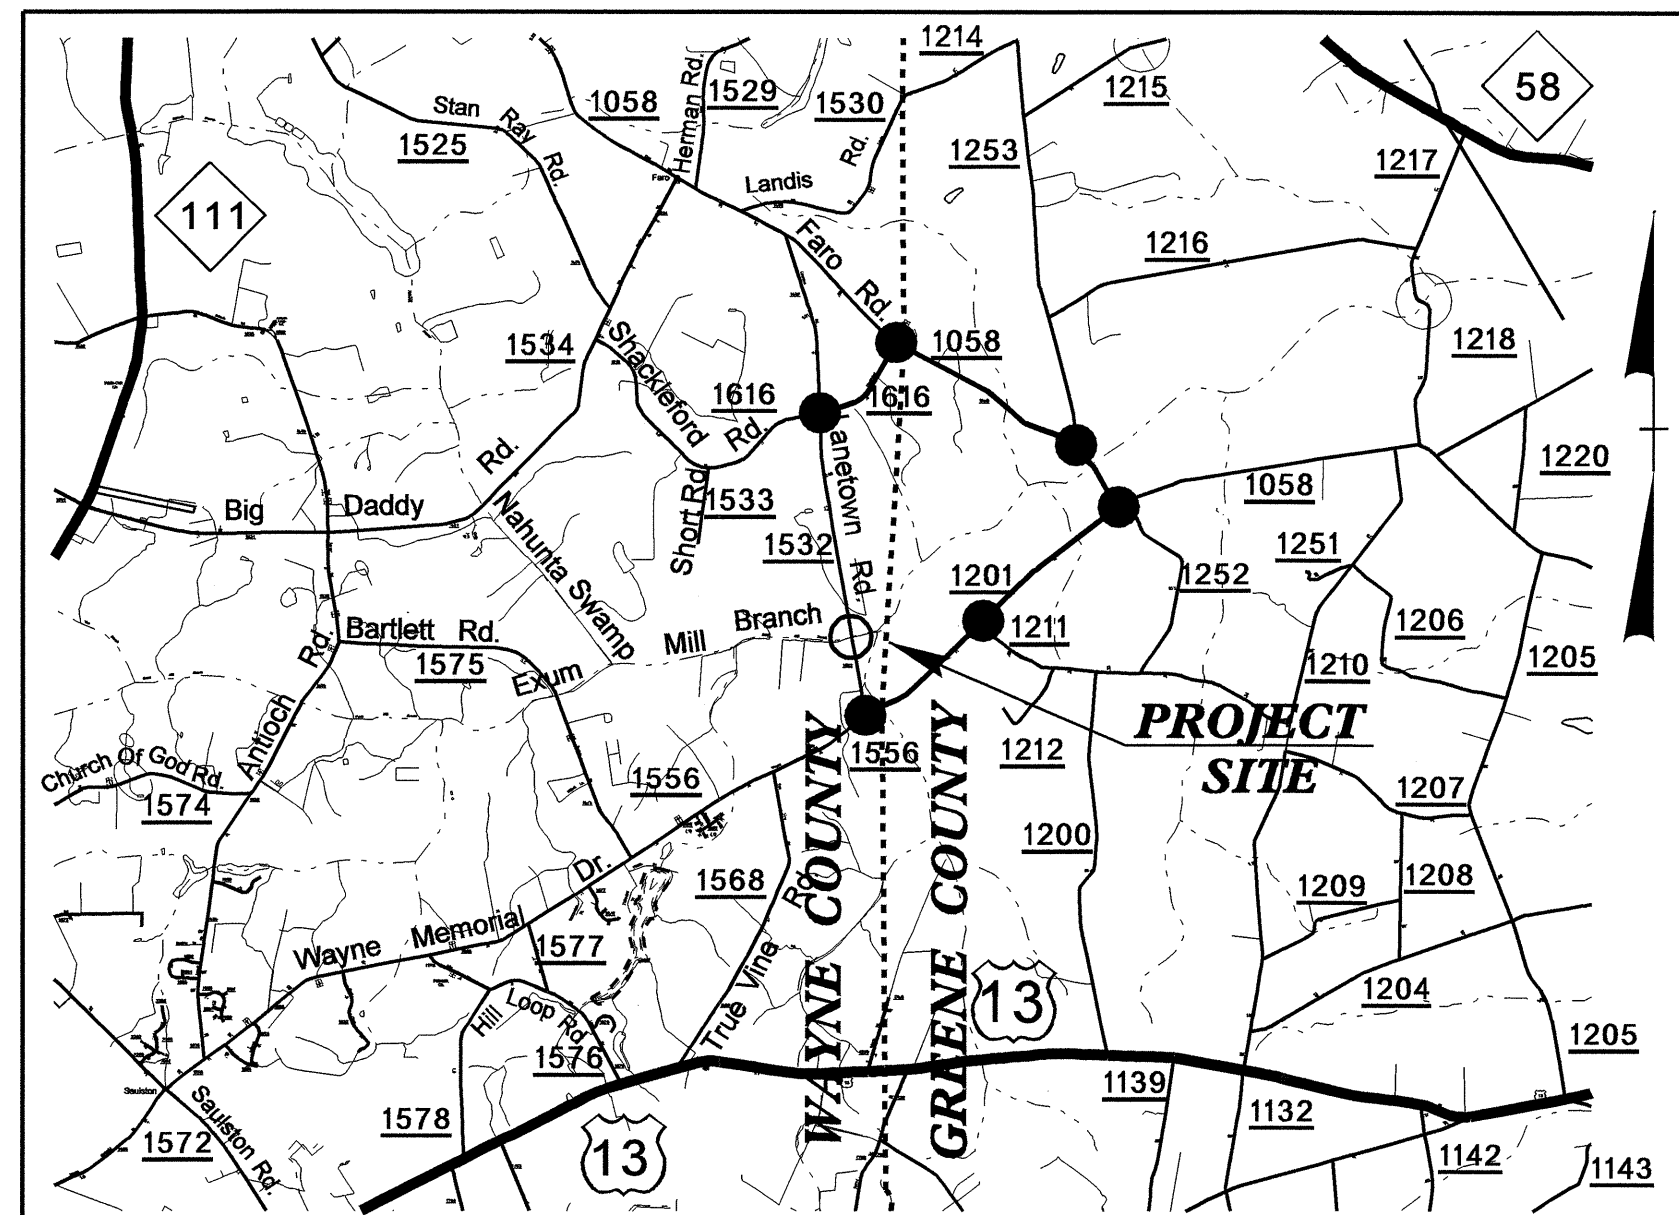 1214
58
1058
Herman Rd.
1529
1530
1215
Stan Ray Rd.
1525
1253
1217
Landis Rd.
111
Faro
Faro Rd.
1216
1534
1058
1218
Shackleford Rd.
1616
1616
Big Daddy Rd.
Short Rd.
1533
Lanetown Rd.
1532
1058
1220
Nahunta Swamp
1251
1252
1201
1211
1206
Exum Mill Branch
Bartlett Rd.
1575
1210
1205
Antioch Rd.
PROJECT
SITE
1212
1556
1556
Church Of God Rd.
1574
1207
1200
1568
1209
1208
Wayne Memorial Dr.
1577
True Vine Rd.
WAYNE COUNTY
GREENE COUNTY
13
1204
Hill Loop Rd.
1576
1205
Saulston
Saulston Rd.
1572
1578
13
1139
1132
1142
1143